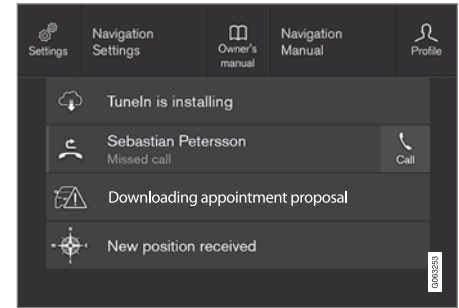 Settings
Navigation
Settings
Owner's
manual
Navigation
Manual
Profile
TuneIn is installing
Sebastian Petersson
Missed call
Call
Downloading appointment proposal
New position received
G063253